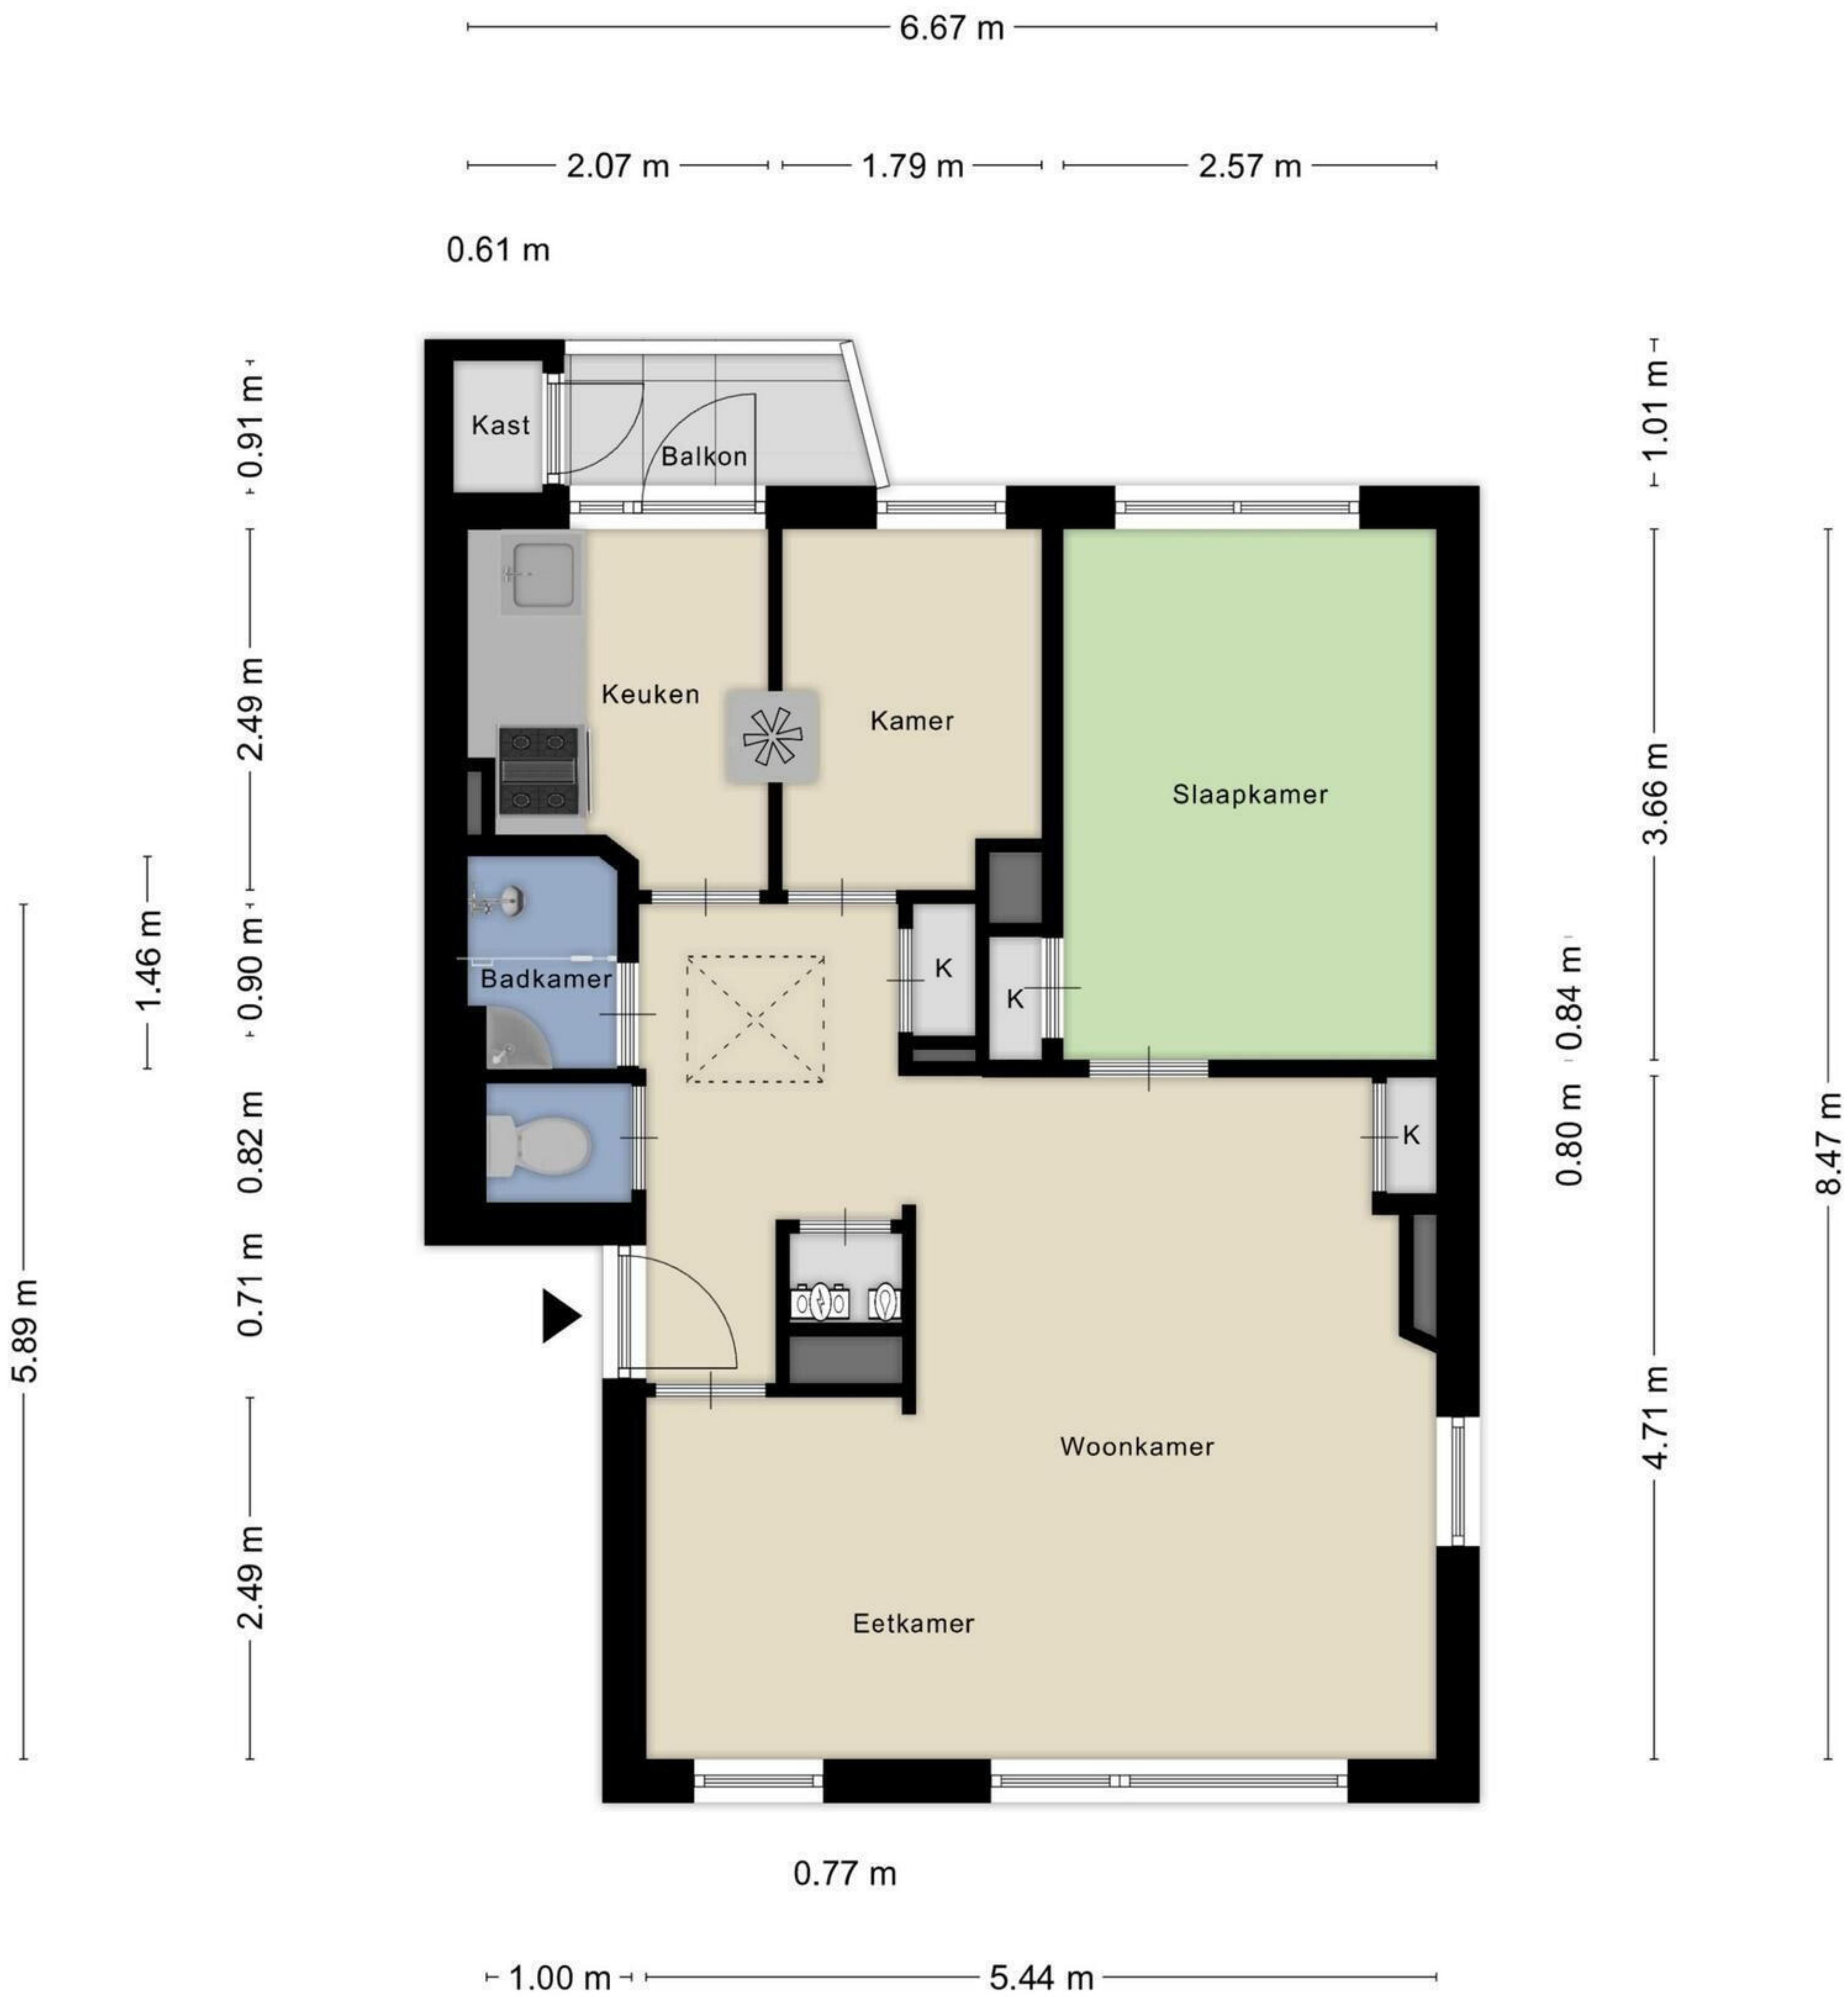 6.67 m
2.07 m
1.79 m
2.57 m
0.61 m
0.91 m
1.01 m
Kast
Balkon
2.49 m
Keuken
Kamer
Slaapkamer
3.66 m
1.46 m
0.90 m
Badkamer
K
K
0.84 m
0.82 m
K
0.80 m
8.47 m
0.71 m
5.89 m
4.71 m
Woonkamer
2.49 m
Eetkamer
0.77 m
1.00 m
5.44 m